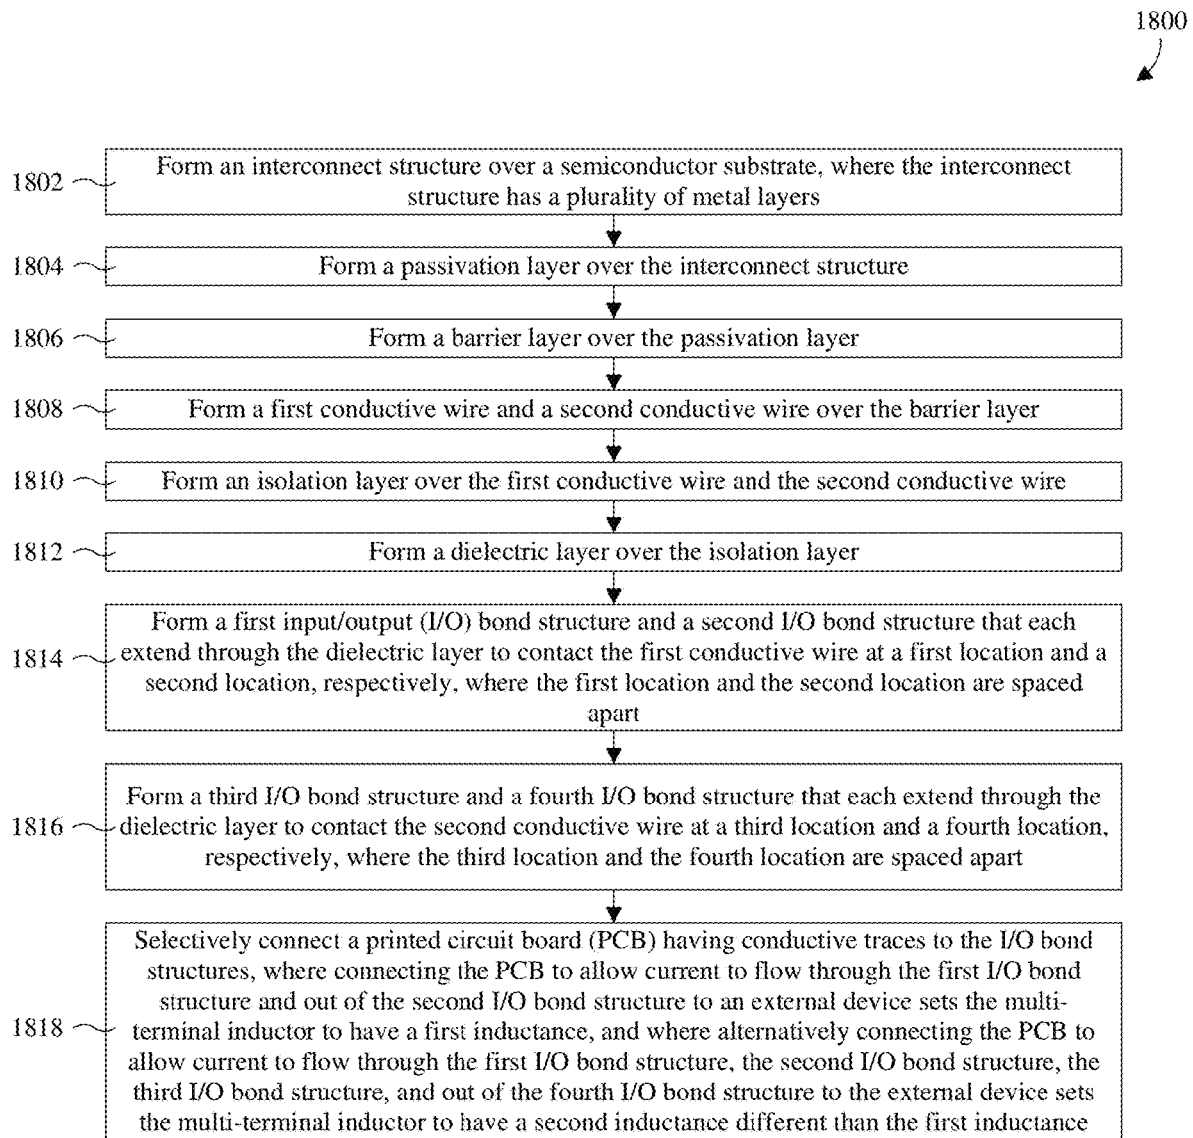 1800
1802
Form an interconnect structure over a semiconductor substrate, where the interconnect
structure has a plurality of metal layers
1804
Form a passivation layer over the interconnect structure
1806
Form a barrier layer over the passivation layer
1808
Form a first conductive wire and a second conductive wire over the barrier layer
1810
Form an isolation layer over the first conductive wire and the second conductive wire
1812
Form a dielectric layer over the isolation layer
1814
Form a first input/output (I/O) bond structure and a second I/O bond structure that each
extend through the dielectric layer to contact the first conductive wire at a first location and a
second location, respectively, where the first location and the second location are spaced
apart
1816
Form a third I/O bond structure and a fourth I/O bond structure that each extend through the
dielectric layer to contact the second conductive wire at a third location and a fourth location,
respectively, where the third location and the fourth location are spaced apart
1818
Selectively connect a printed circuit board (PCB) having conductive traces to the I/O bond
structures, where connecting the PCB to allow current to flow through the first I/O bond
structure and out of the second I/O bond structure to an external device sets the multi-
terminal inductor to have a first inductance, and where alternatively connecting the PCB to
allow current to flow through the first I/O bond structure, the second I/O bond structure, the
third I/O bond structure, and out of the fourth I/O bond structure to the external device sets
the multi-terminal inductor to have a second inductance different than the first inductance